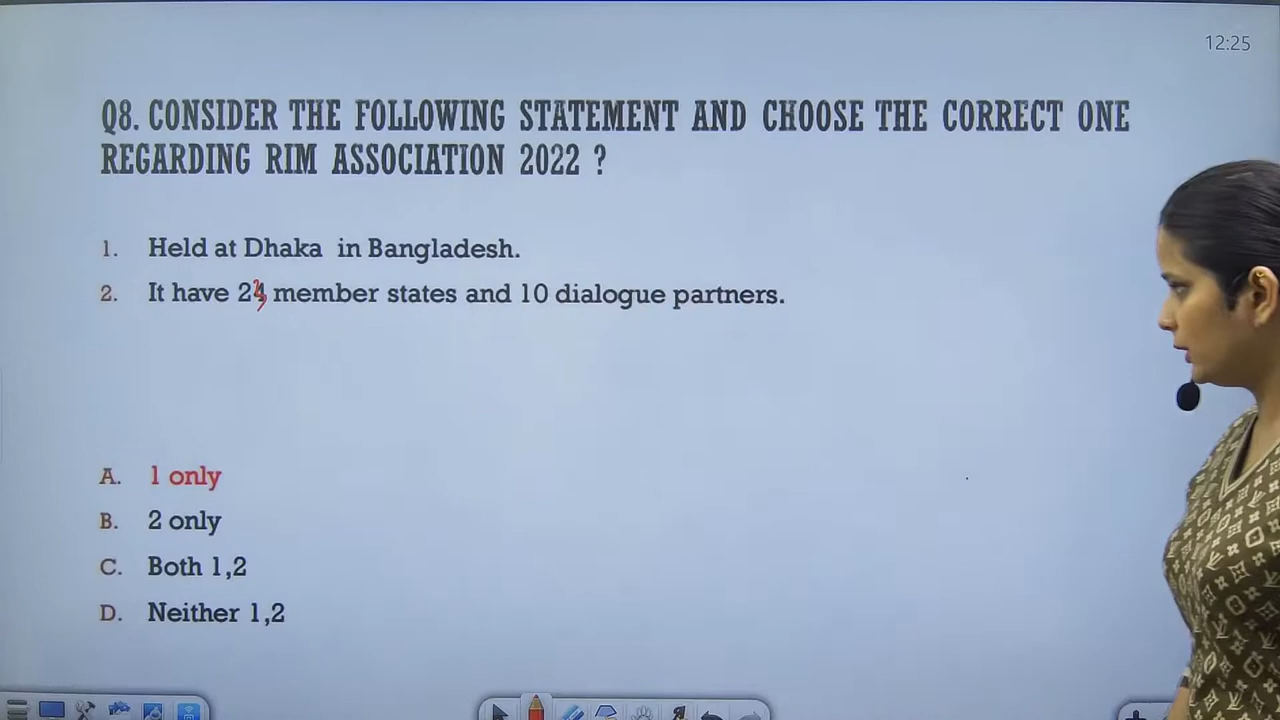 12:25
Q8. CONSIDER THE FOLLOWING STATEMENT AND CHOOSE THE CORRECT ONE
REGARDING RIM ASSOCIATION 2022 ?
1. Held at Dhaka in Bangladesh.
2. It have 24 member states and 10 dialogue partners.
A. 1 only
B. 2 only
C. Both 1,2
D. Neither 1,2